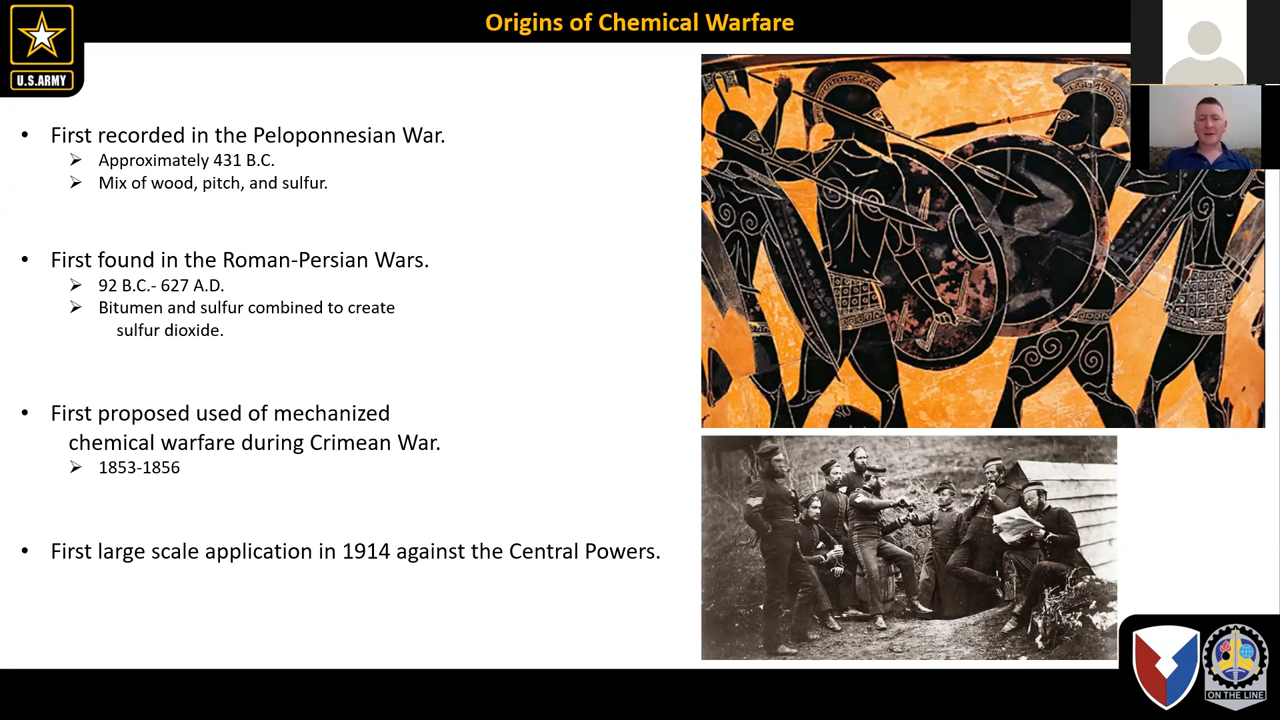 Origins of Chemical Warfare
U.S.ARMY
• First recorded in the Peloponnesian War.
➢ Approximately 431 B.C.
➢ Mix of wood, pitch, and sulfur.
• First found in the Roman-Persian Wars.
➢ 92 B.C.- 627 A.D.
➢ Bitumen and sulfur combined to create
sulfur dioxide.
• First proposed used of mechanized
chemical warfare during Crimean War.
➢ 1853-1856
• First large scale application in 1914 against the Central Powers.
ON THE LINE